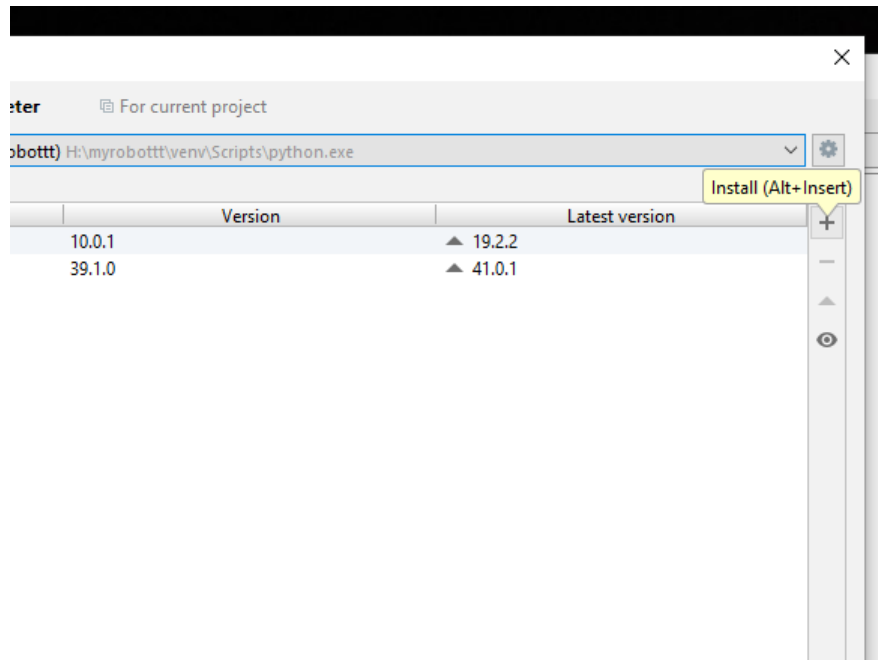 eter For current project
obottt) H:\myrobottt\venv\Scripts\python.exe
Install (Alt+Insert)
Version Latest version
10.0.1 19.2.2
39.1.0 41.0.1